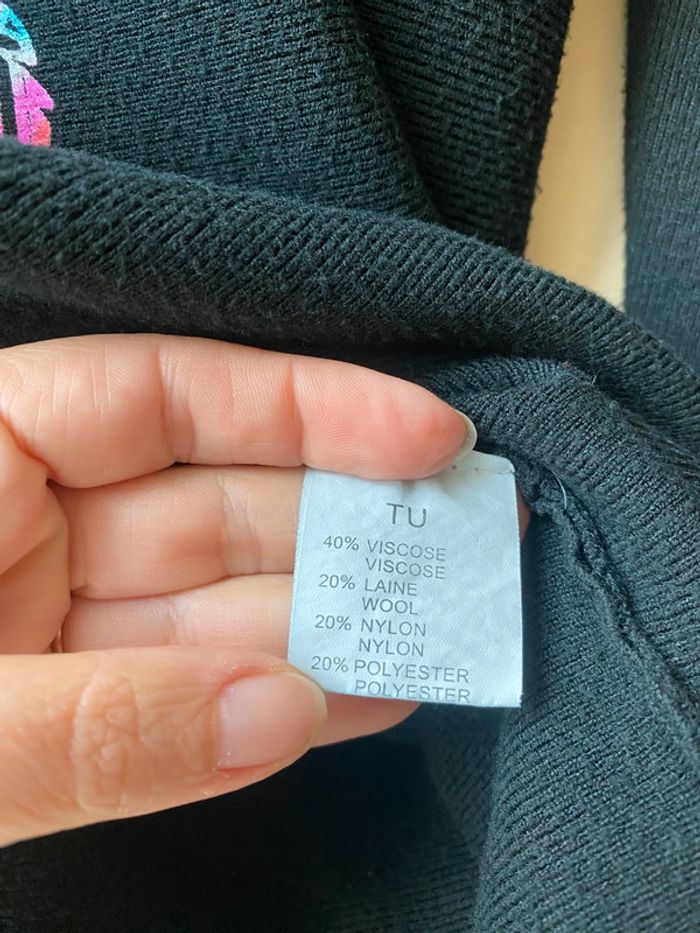 TU
40% VISCOSE
VISCOSE
20% LAINE
WOOL
20% NYLON
NYLON
20% POLYESTER
POLYESTER